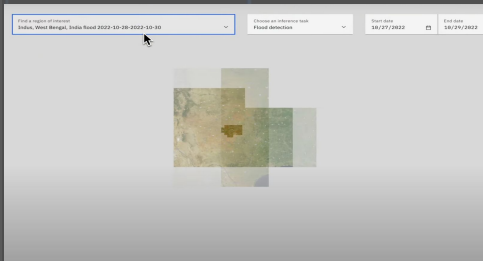 Find a region of interest
Indus, West Bengal, India flood 2022-10-28-2022-10-30
Choose an inference task
Flood detection
Start date
10/27/2022
End date
10/29/2022